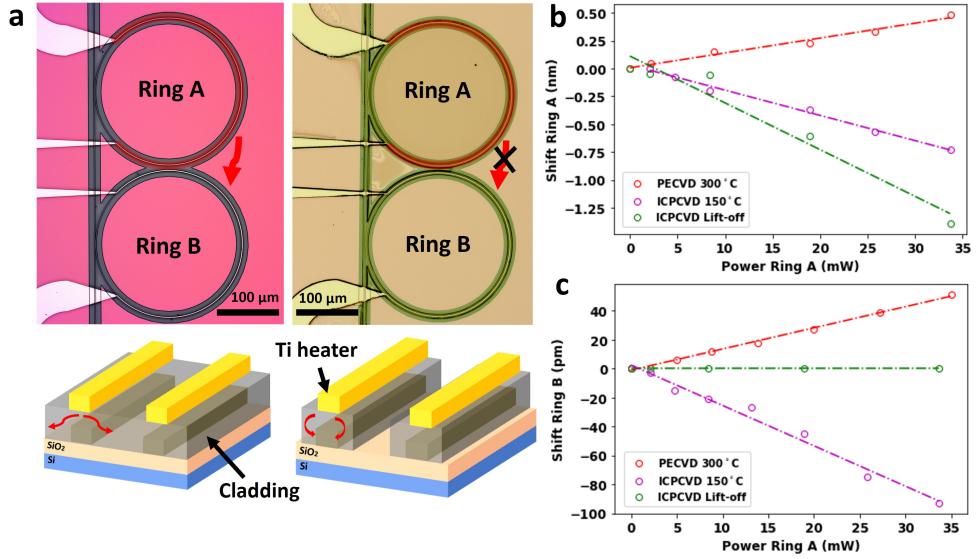 a
Ring A
Ring B
100 μm
Ring A
Ring B
100 μm
Ti heater
SiO₂
Si
Cladding
SiO₂
Si
b
Shift Ring A (nm)
0.50
0.25
0.00
−0.25
−0.50
−0.75
−1.00
−1.25
PECVD 300°C
ICPCVD 150°C
ICPCVD Lift-off
0 5 10 15 20 25 30 35
Power Ring A (mW)
c
Shift Ring B (pm)
40
20
0
−20
−40
−60
−80
−100
PECVD 300°C
ICPCVD 150°C
ICPCVD Lift-off
0 5 10 15 20 25 30 35
Power Ring A (mW)